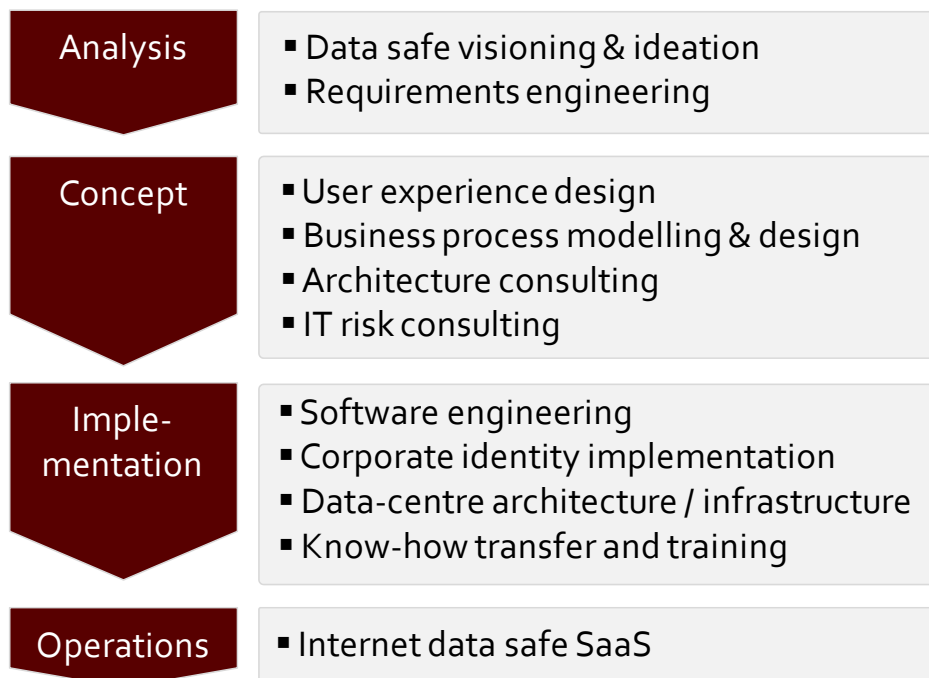 Analysis
▪ Data safe visioning & ideation
▪ Requirements engineering
Concept
▪ User experience design
▪ Business process modelling & design
▪ Architecture consulting
▪ IT risk consulting
Imple-
mentation
▪ Software engineering
▪ Corporate identity implementation
▪ Data-centre architecture / infrastructure
▪ Know-how transfer and training
Operations
▪ Internet data safe SaaS